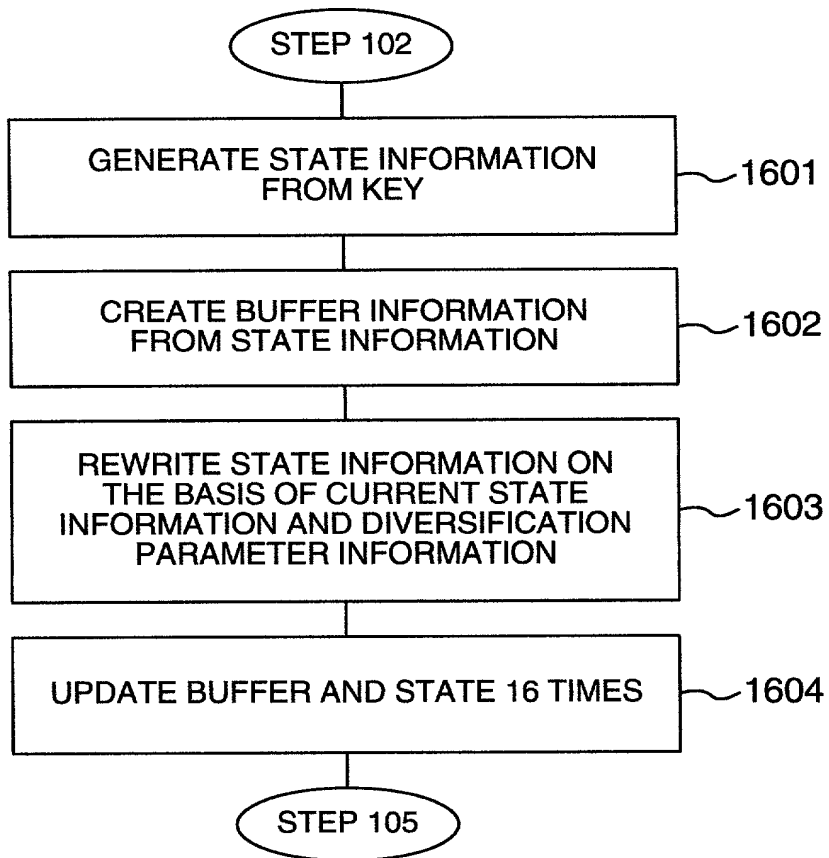 STEP 102
GENERATE STATE INFORMATION
FROM KEY
1601
CREATE BUFFER INFORMATION
FROM STATE INFORMATION
1602
REWRITE STATE INFORMATION ON
THE BASIS OF CURRENT STATE
INFORMATION AND DIVERSIFICATION
PARAMETER INFORMATION
1603
UPDATE BUFFER AND STATE 16 TIMES
1604
STEP 105